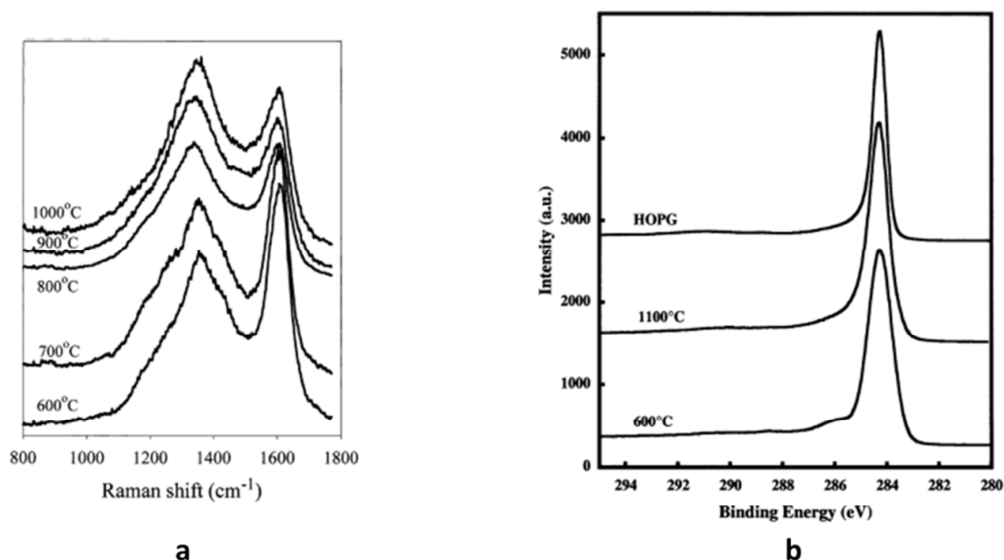 1000°C
900°C
800°C
700°C
600°C
800 1000 1200 1400 1600 1800
Raman shift (cm-1)
a
5000
4000
3000
2000
1000
0
Intensity (a.u.)
HOPG
1100°C
600°C
294 292 290 288 286 284 282 280
Binding Energy (eV)
b